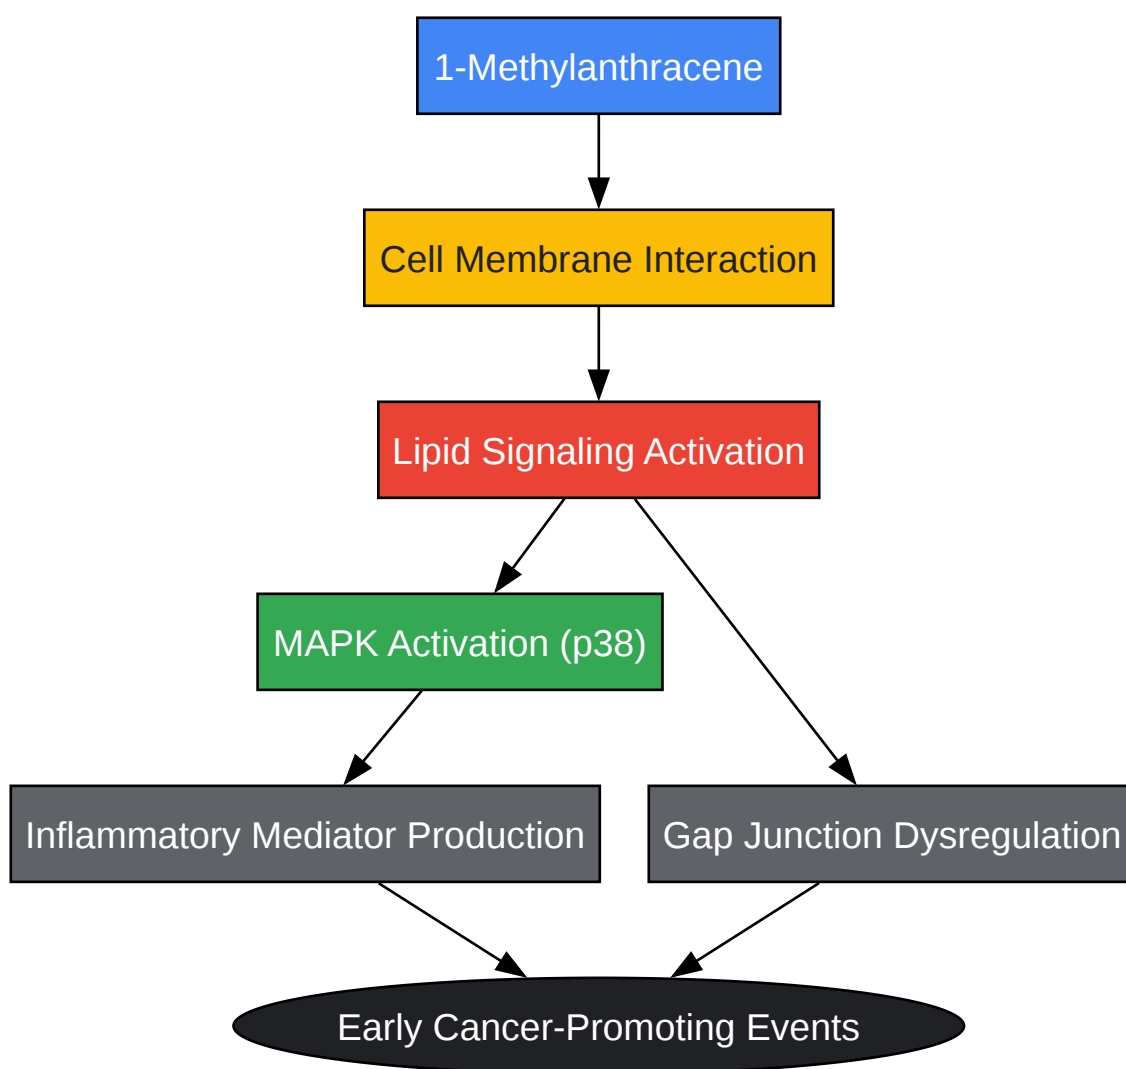 1-Methylanthracene
Cell Membrane Interaction
Lipid Signaling Activation
MAPK Activation (p38)
Inflammatory Mediator Production
Gap Junction Dysregulation
Early Cancer-Promoting Events